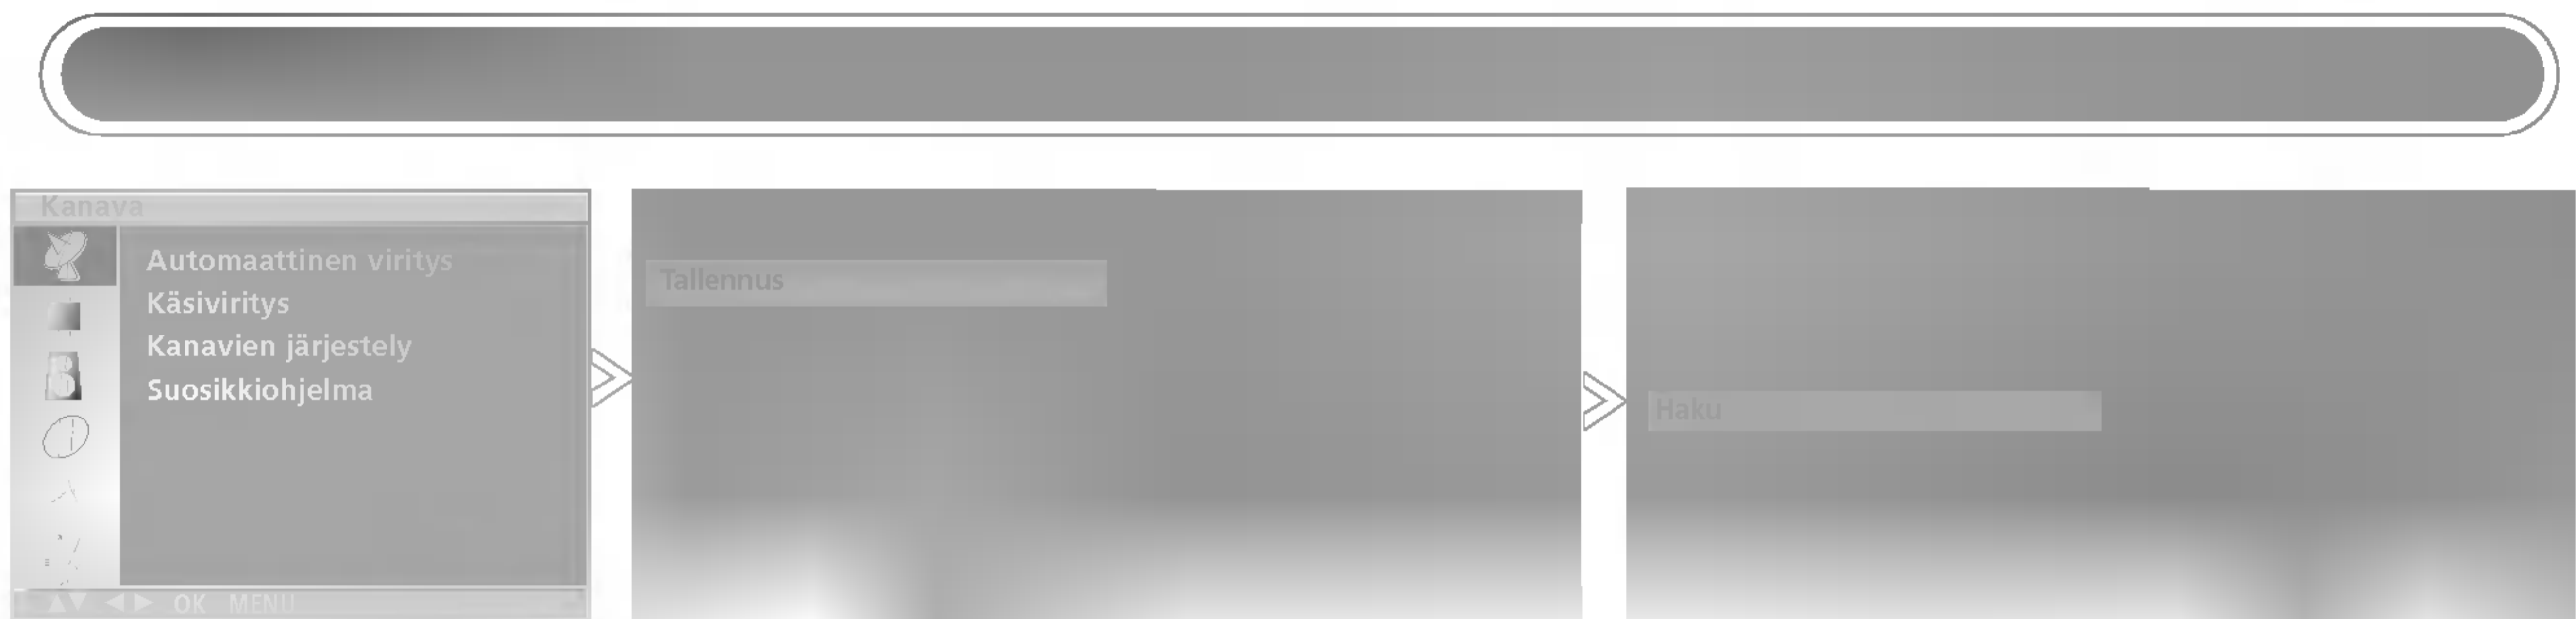 Kanava
Automaattinen viritys
Käsiviritys
Kanavien järjestely
Suosikkiohjelma
▲▼ ◀▶ OK MENU
Tallennus
Haku